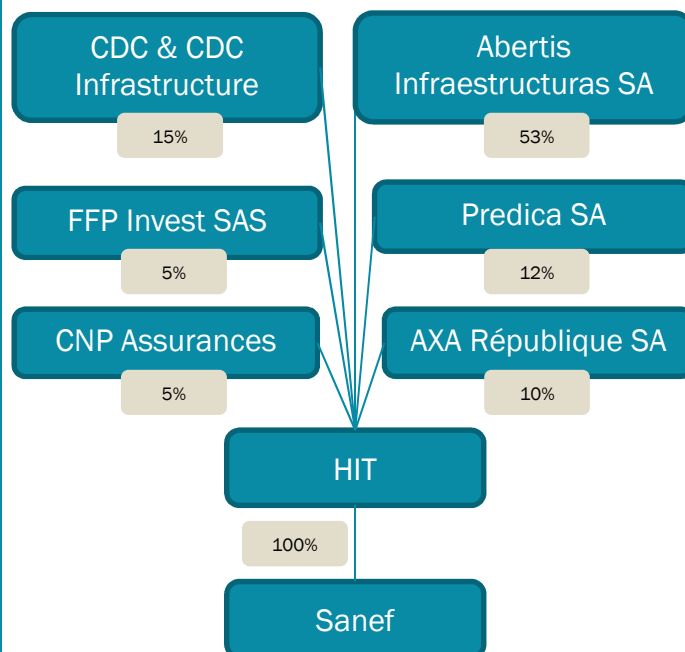 CDC & CDC
Infrastructure
15%
Abertis
Infraestructuras SA
53%
FFP Invest SAS
5%
Predica SA
12%
CNP Assurances
5%
AXA République SA
10%
HIT
100%
Sanef